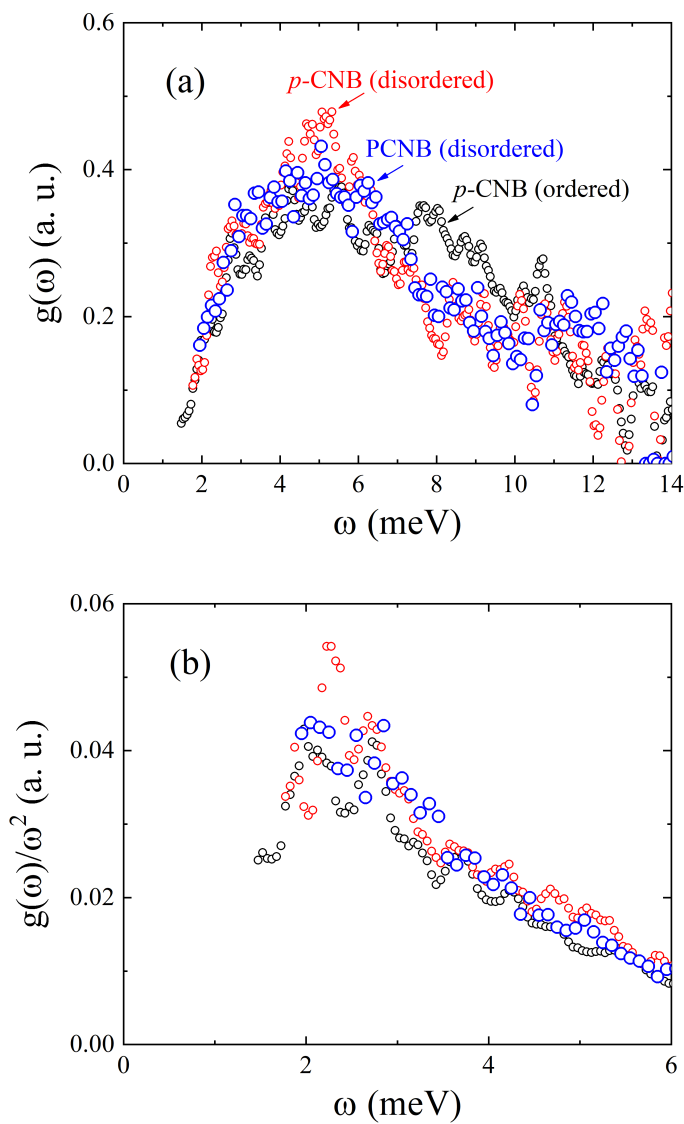 0.6
(a)
p-CNB (disordered)
PCNB (disordered)
p-CNB (ordered)
0.4
0.2
0.0
g(ω) (a. u.)
0 2 4 6 8 10 12 14
ω (meV)
0.06
(b)
0.04
0.02
0.00
g(ω)/ω² (a. u.)
0 2 4 6
ω (meV)